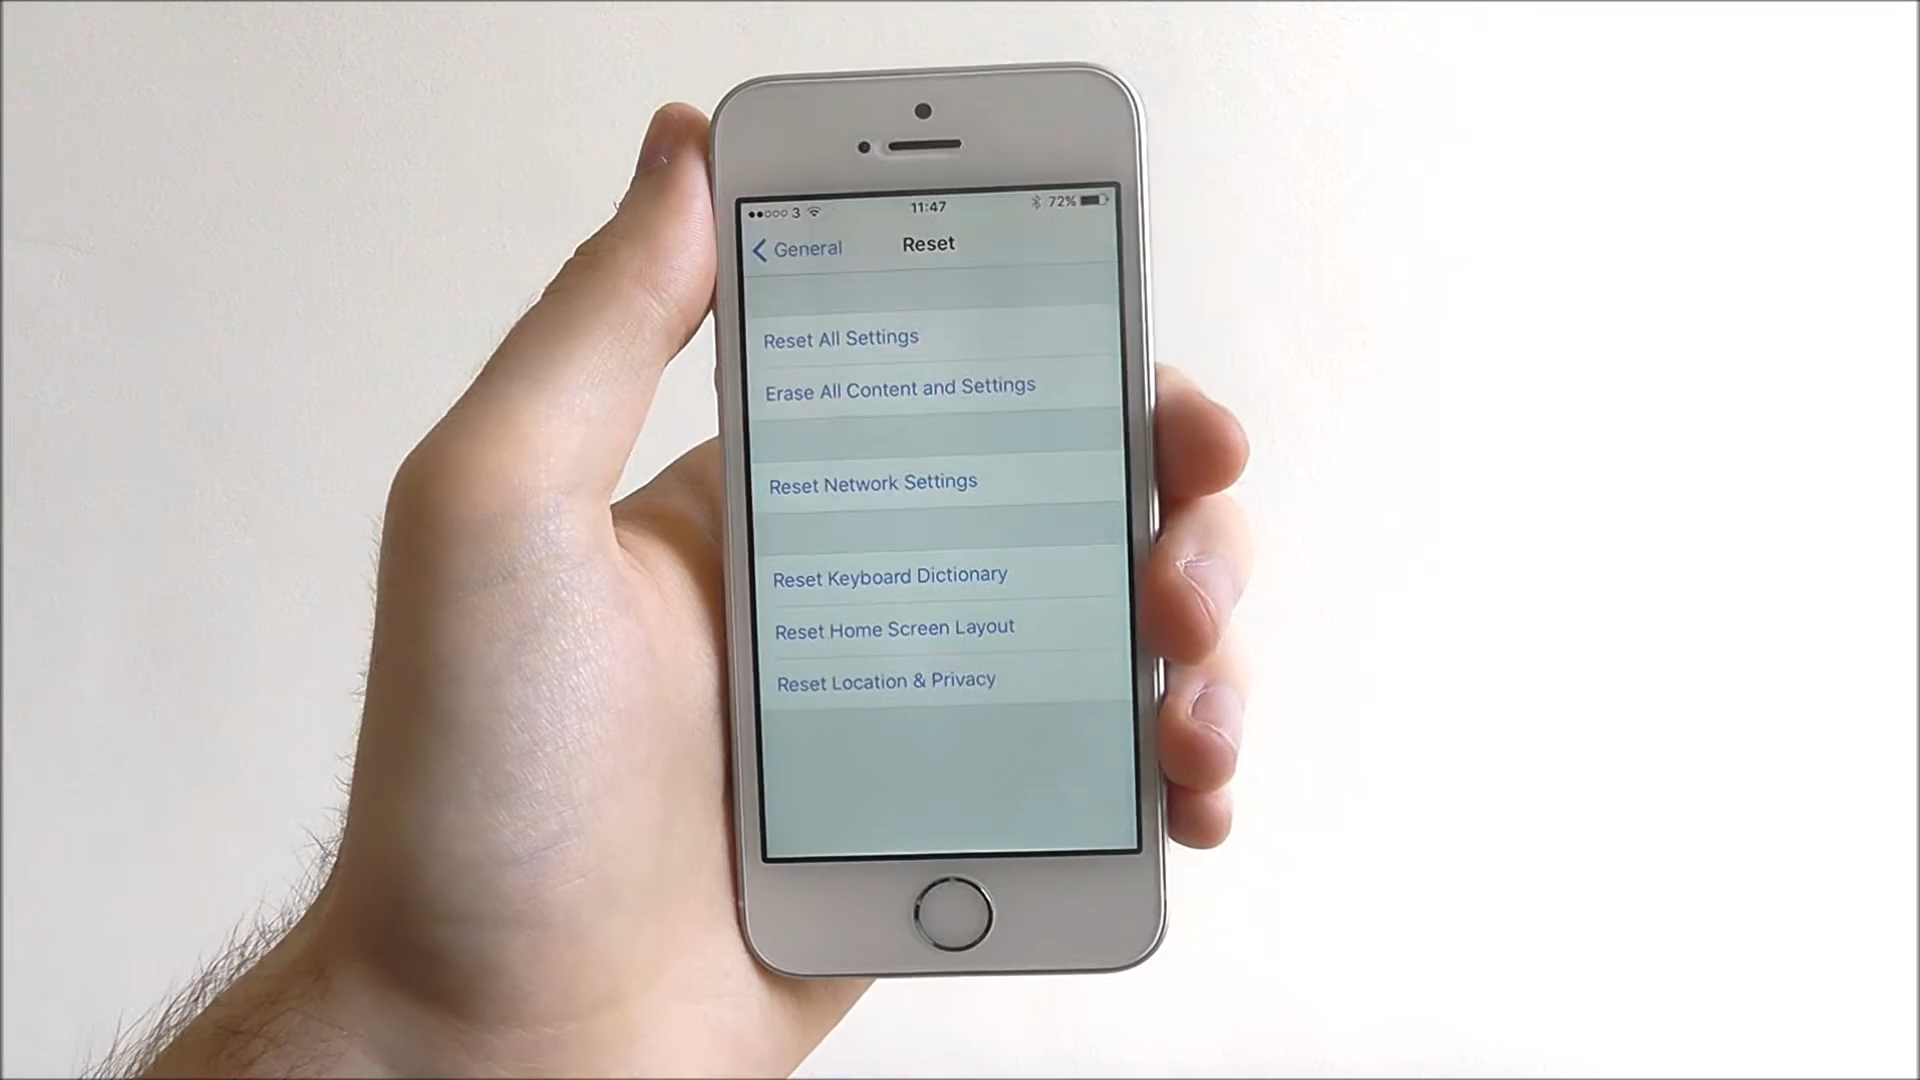 3 11:47 72%
General Reset
Reset All Settings
Erase All Content and Settings
Reset Network Settings
Reset Keyboard Dictionary
Reset Home Screen Layout
Reset Location & Privacy